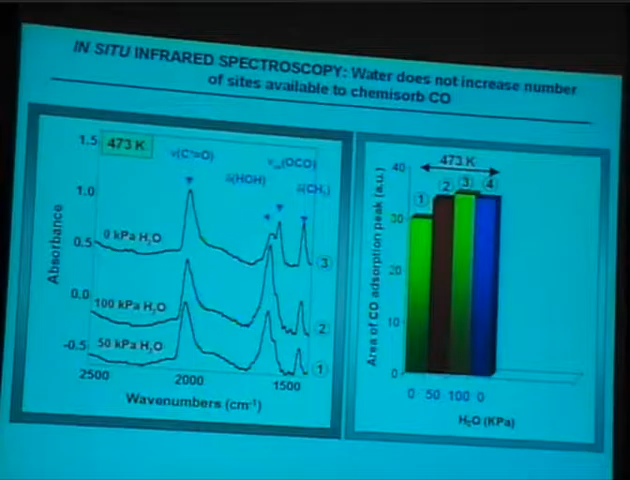 IN SITU INFRARED SPECTROSCOPY: Water does not increase number
of sites available to chemisorb CO
1.5
473 K
ν(C=O)
(OCO)
δ(HOH)
δ(CH
1.0
0 kPa H₂O
0.5
③
0.0
100 kPa H₂O
②
50 kPa H₂O
-0.5
①
2500 2000 1500
Wavenumbers (cm⁻¹)
Absorbance
473 K
40
① ② ③ ④
30
20
10
0
0 50 100 0
H₂O (KPa)
Area of CO adsorption peak (a.u.)